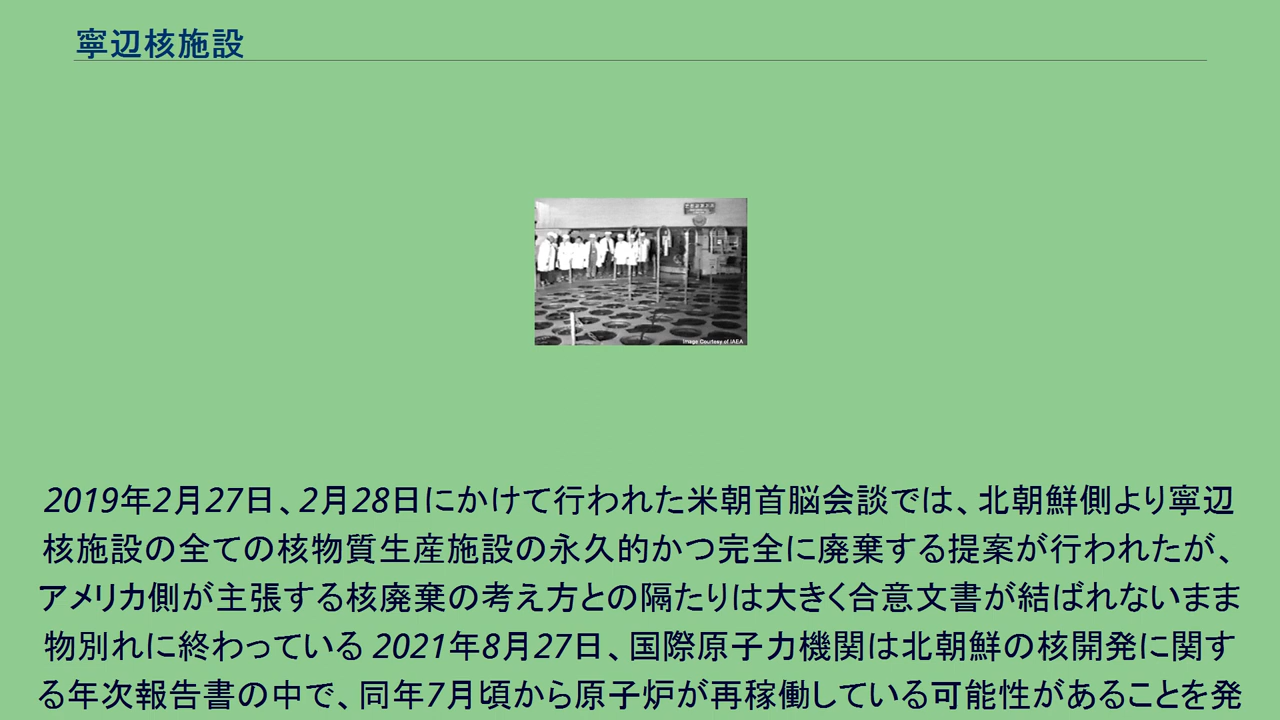 寧辺核施設
Image Courtesy of IAEA
2019年2月27日、2月28日にかけて行われた米朝首脳会談では、北朝鮮側より寧辺
核施設の全ての核物質生産施設の永久的かつ完全に廃棄する提案が行われたが、
アメリカ側が主張する核廃棄の考え方との隔たりは大きく合意文書が結ばれないまま
物別れに終わっている 2021年8月27日、国際原子力機関は北朝鮮の核開発に関す
る年次報告書の中で、同年7月頃から原子炉が再稼働している可能性があることを発